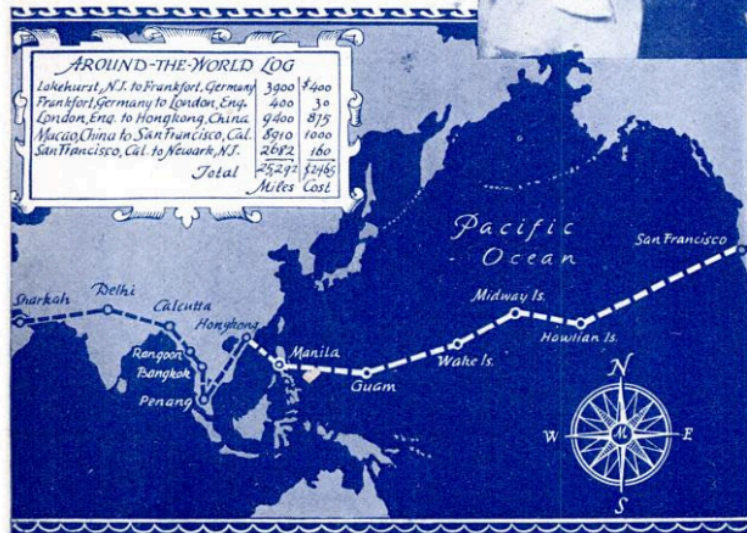 AROUND-THE-WORLD LOG
Lakehurst, N.J. to Frankfort, Germany 3900 $400
Frankfort, Germany to London, Eng. 400 30
London, Eng. to Hongkong, China 9400 875
Macao, China to San Francisco, Cal. 8910 1000
San Francisco, Cal. to Newark, N.J. 2682 160
Total 25,292 $2465
Miles Cost
Pacific
Ocean
San Francisco
Sharkah
Delhi
Calcutta
Hongkong
Midway Is.
Howlian Is.
Rangoon
Bangkok
Manila
Wake Is.
Penang
Guam
N
W M E
S